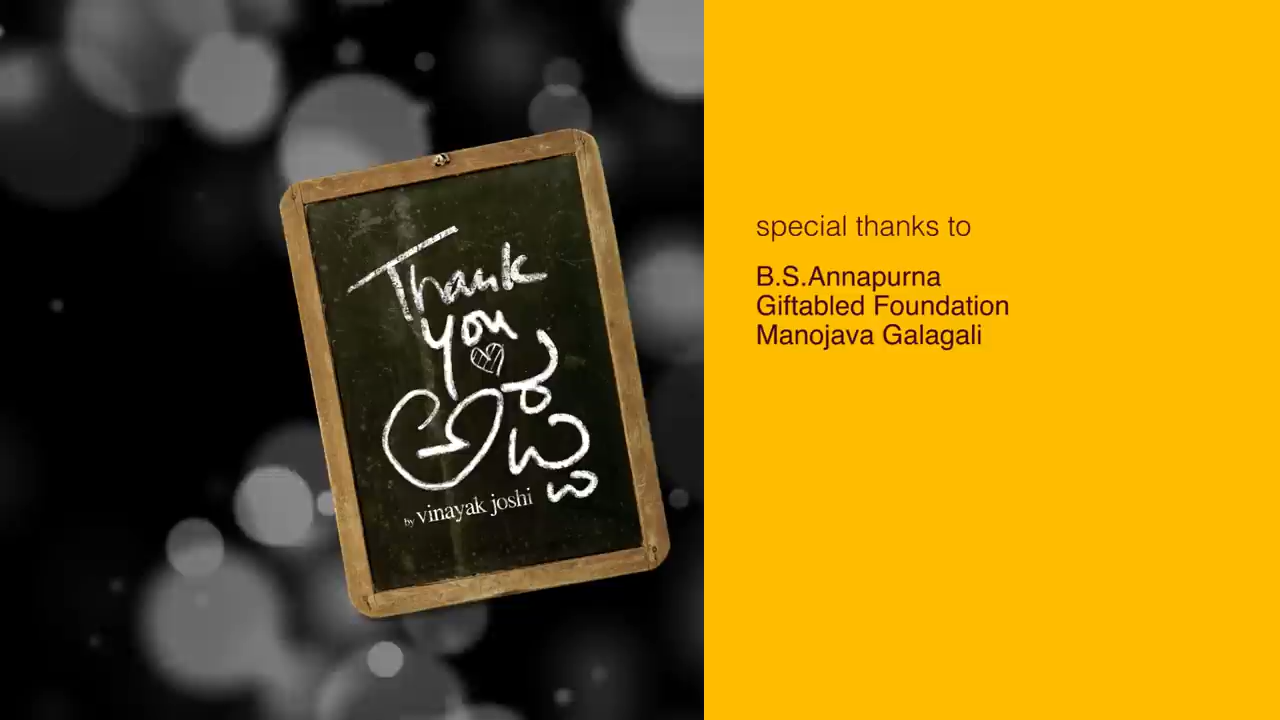 Thank
you
by vinayak joshi
special thanks to
B.S.Annapurna
Giftabled Foundation
Manojava Galagali